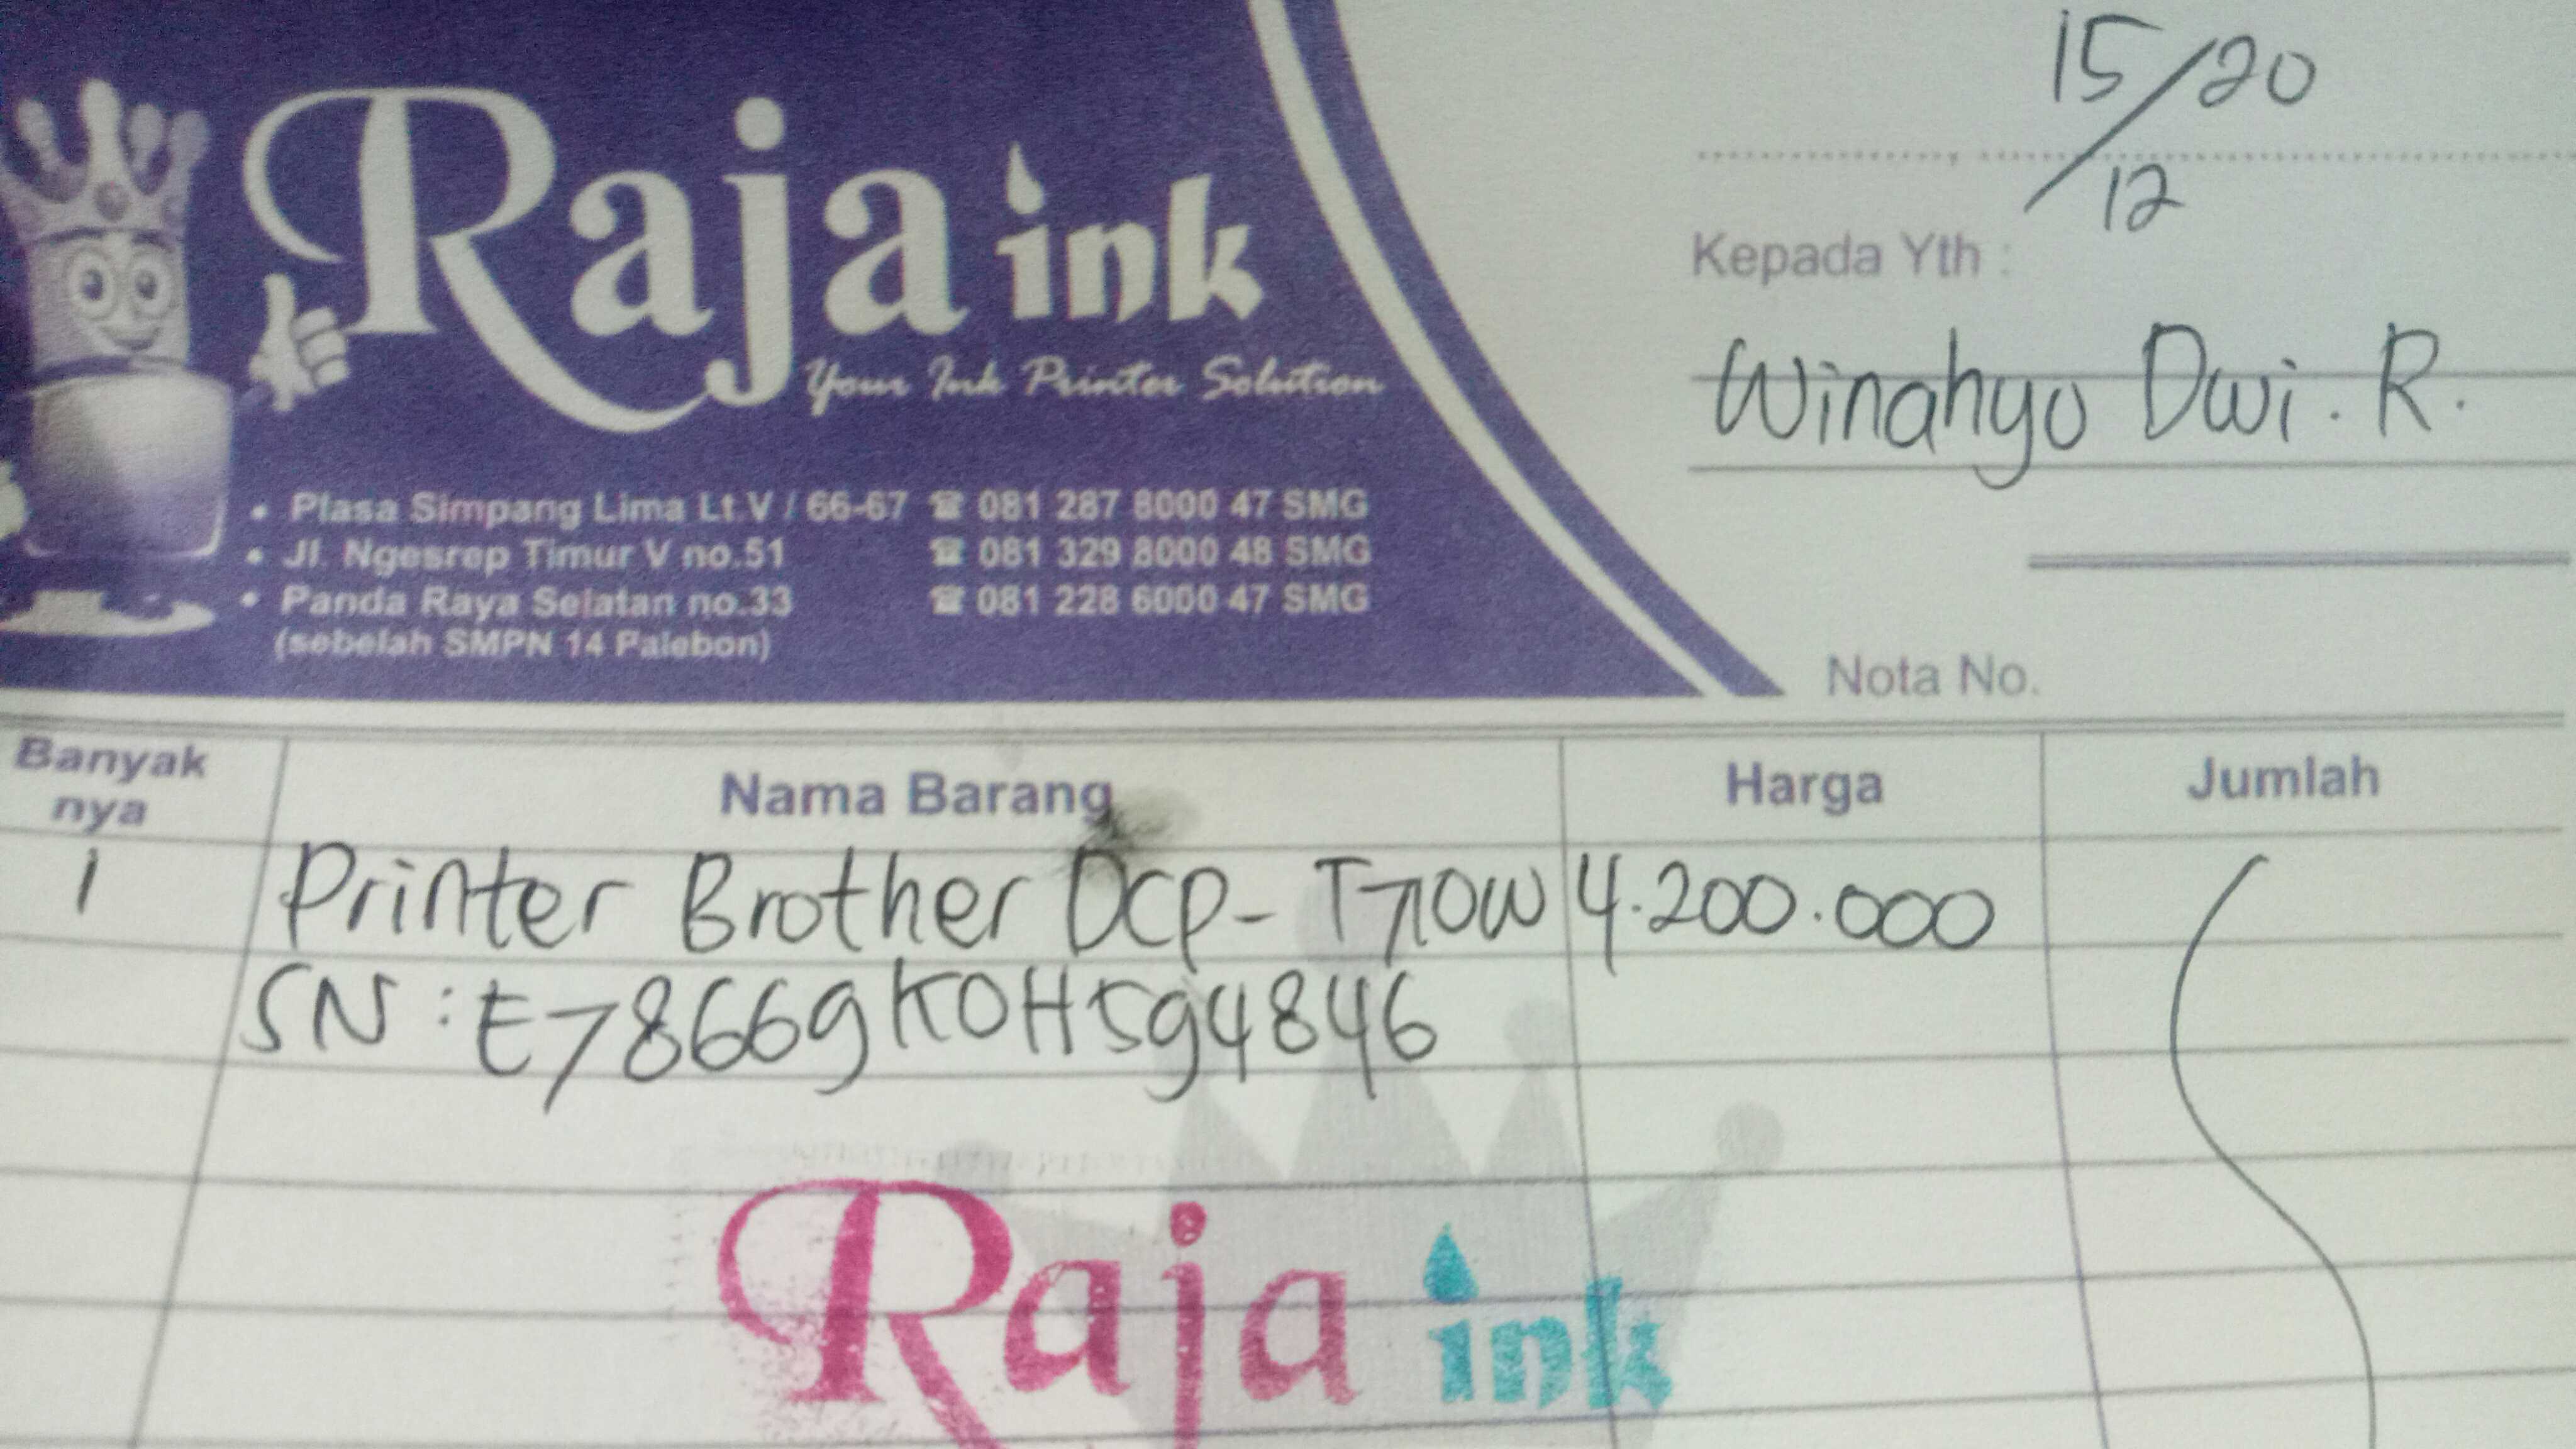 Raja ink
Your Ink Printer Solution
• Plasa Simpang Lima Lt.V / 66-67 ☎ 081 287 8000 47 SMG
• Jl. Ngesrep Timur V no.51 ☎ 081 329 8000 48 SMG
• Panda Raya Selatan no.33 ☎ 081 228 6000 47 SMG
(sebelah SMPN 14 Palebon)
15/20
12
Kepada Yth :
Winahyu Dwi. R.
Nota No.
Banyak nya Nama Barang Harga Jumlah
1 Printer Brother DCP- T710W 4.200.000
SN : E78669K0H5g4846
Raja ink